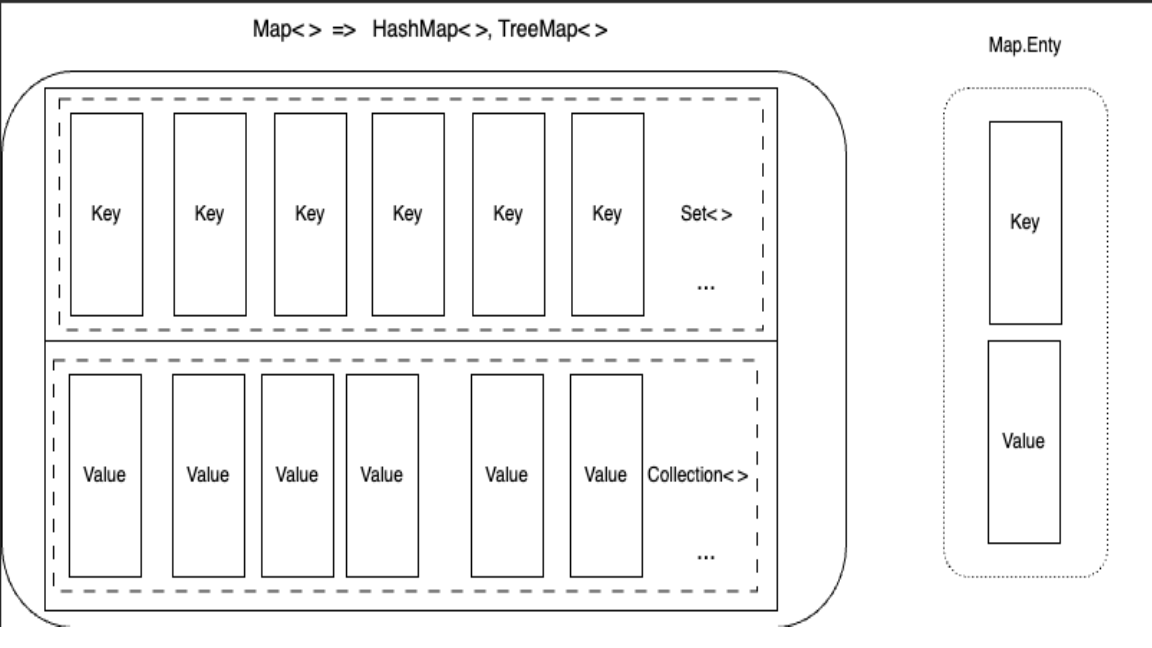 Map<> => HashMap<>, TreeMap<>
Map.Enty
Key Key Key Key Key Key Set<>
...
Key
Value Value Value Value Value Value Collection<>
...
Value